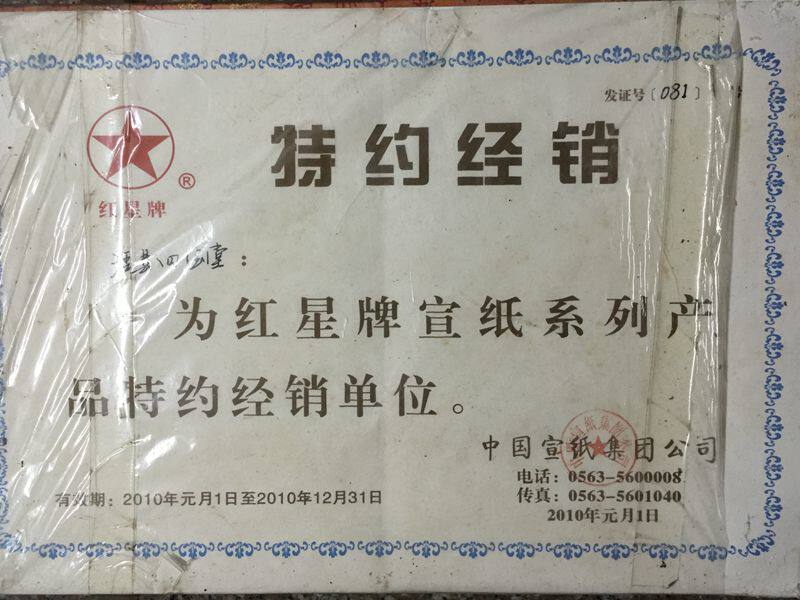 发证号〔081〕
特约经销
®
红星牌
泾县
堂：
为红星牌宣纸系列产
品特约经销单位。
中国宣纸集团公司
电话：0563-5600008
传真：0563-5601040
有效期：2010年元月1日至2010年12月31日
2010年元月1日